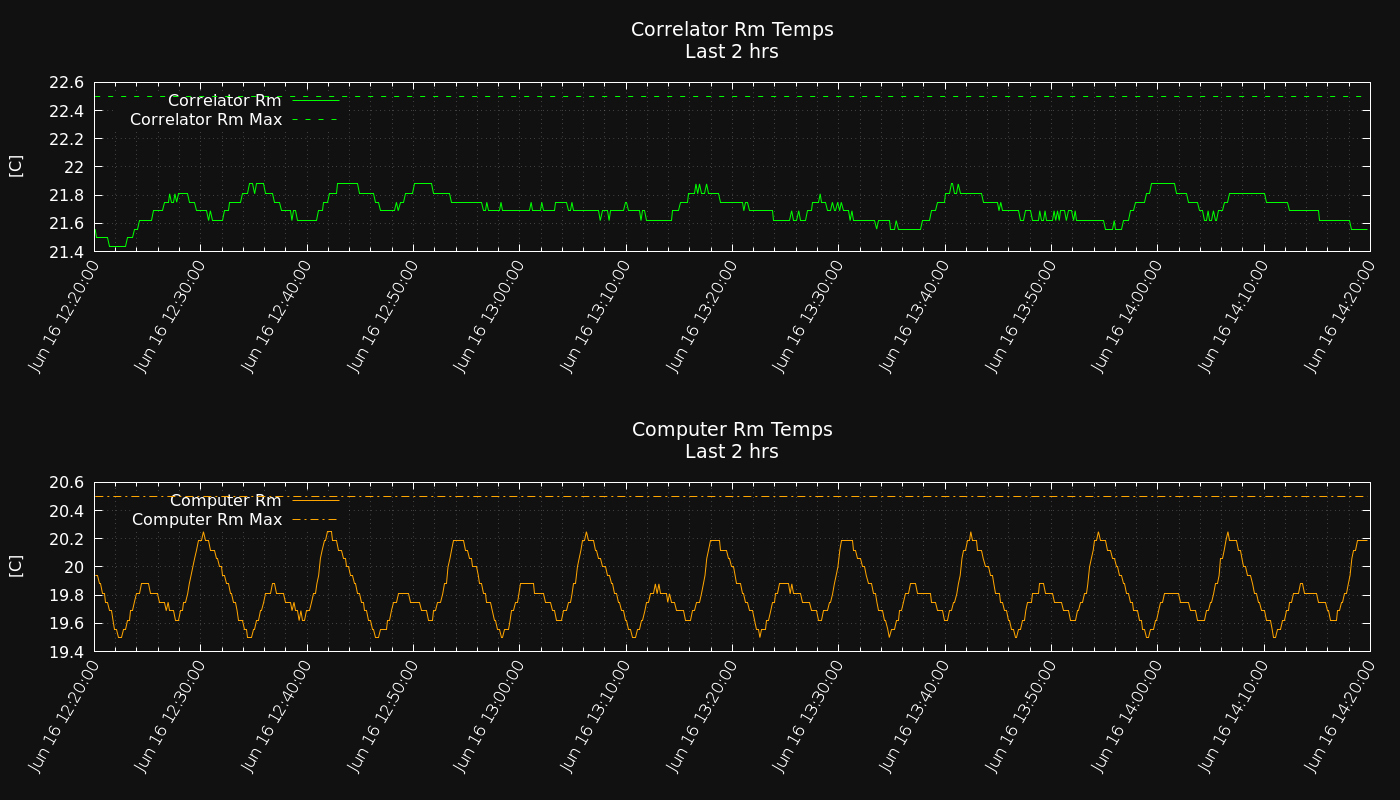 Correlator Rm Temps
Last 2 hrs
[C]
22.6
22.4
22.2
22
21.8
21.6
21.4
Correlator Rm
Correlator Rm Max
Jun 16 12:20:00
Jun 16 12:30:00
Jun 16 12:40:00
Jun 16 12:50:00
Jun 16 13:00:00
Jun 16 13:10:00
Jun 16 13:20:00
Jun 16 13:30:00
Jun 16 13:40:00
Jun 16 13:50:00
Jun 16 14:00:00
Jun 16 14:10:00
Jun 16 14:20:00
Computer Rm Temps
Last 2 hrs
[C]
20.6
20.4
20.2
20
19.8
19.6
19.4
Computer Rm
Computer Rm Max
Jun 16 12:20:00
Jun 16 12:30:00
Jun 16 12:40:00
Jun 16 12:50:00
Jun 16 13:00:00
Jun 16 13:10:00
Jun 16 13:20:00
Jun 16 13:30:00
Jun 16 13:40:00
Jun 16 13:50:00
Jun 16 14:00:00
Jun 16 14:10:00
Jun 16 14:20:00